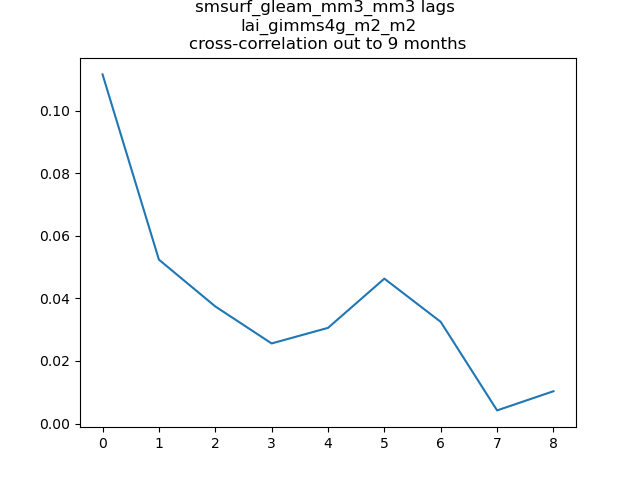 smsurf_gleam_mm3_mm3 lags
lai_gimms4g_m2_m2
cross-correlation out to 9 months
0.10
0.08
0.06
0.04
0.02
0.00
0 1 2 3 4 5 6 7 8